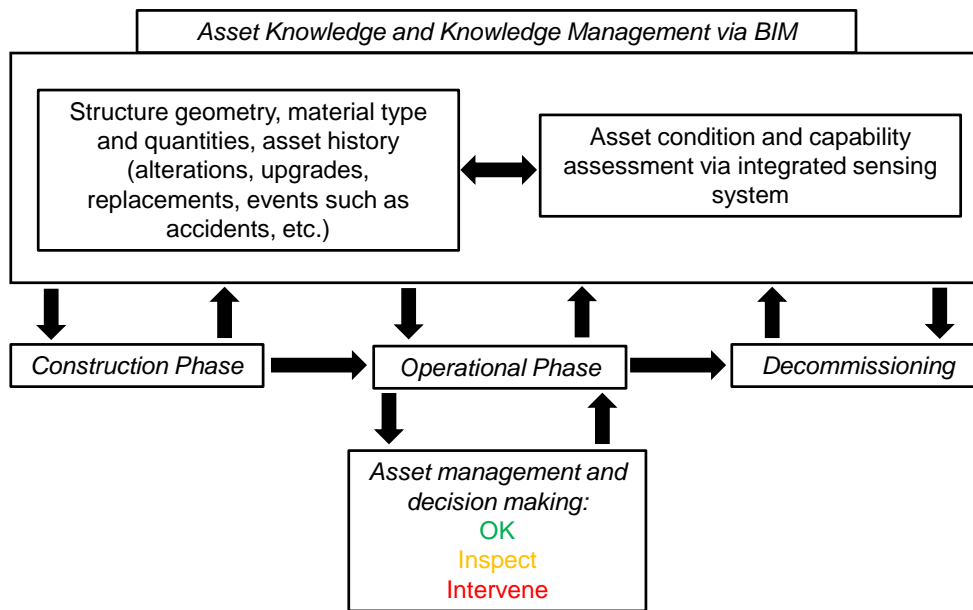 Asset Knowledge and Knowledge Management via BIM
Structure geometry, material type
and quantities, asset history
(alterations, upgrades,
replacements, events such as
accidents, etc.)
Asset condition and capability
assessment via integrated sensing
system
Construction Phase
Operational Phase
Decommissioning
Asset management and
decision making:
OK
Inspect
Intervene